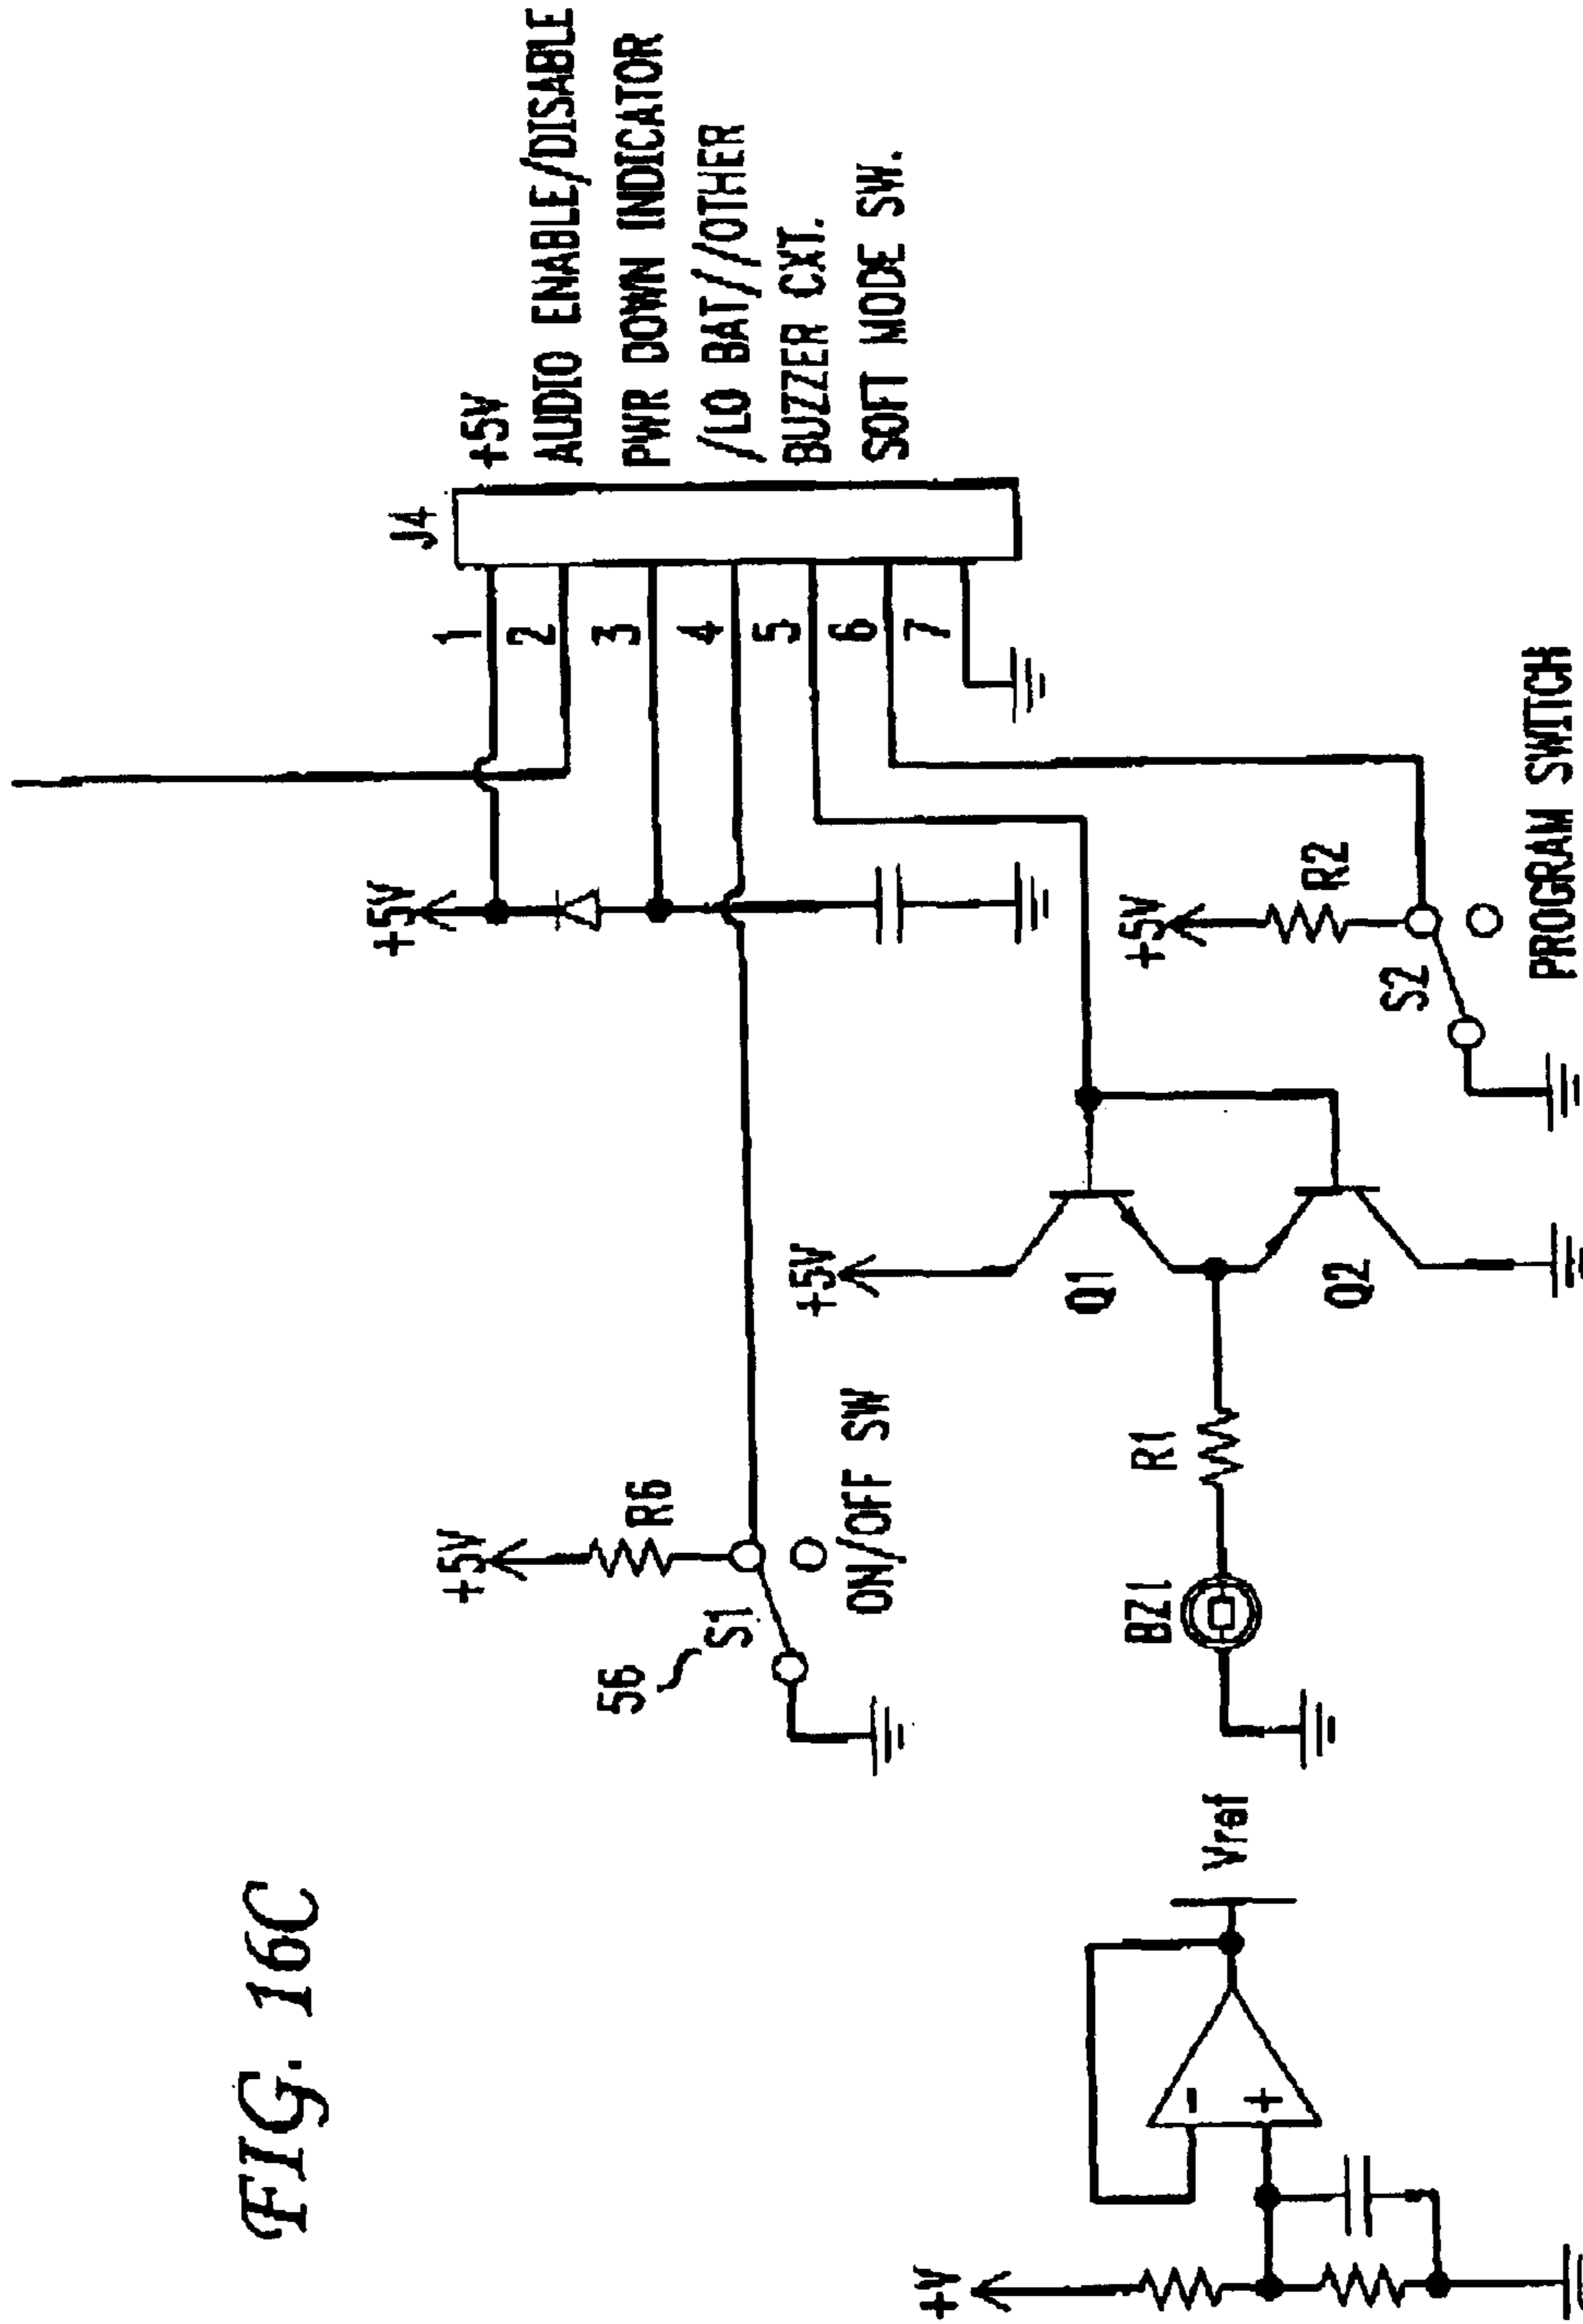 FIG. 16C
+5V
R6
56
S1
ON/OFF SW
+5V
J4
1
2
3
4
5
6
7
+5V
AUDIO ENABLE/DISABLE
PWR DOWN INDICATOR
/LO BAT//OTHER
BUZZER CXT.
SOFT MODE SW.
+5V
Q1
Q2
R1
BZ1
+5V
R2
S2
PROGRAM SWITCH
+V
-
+
Vref